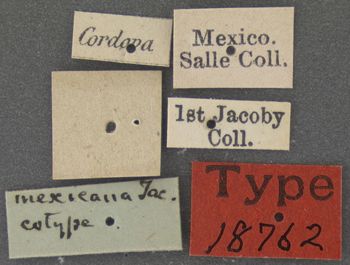 Cordova
Mexico.
Salle Coll.
1st Jacoby
Coll.
mexicana Jac.
cotype
Type
18762